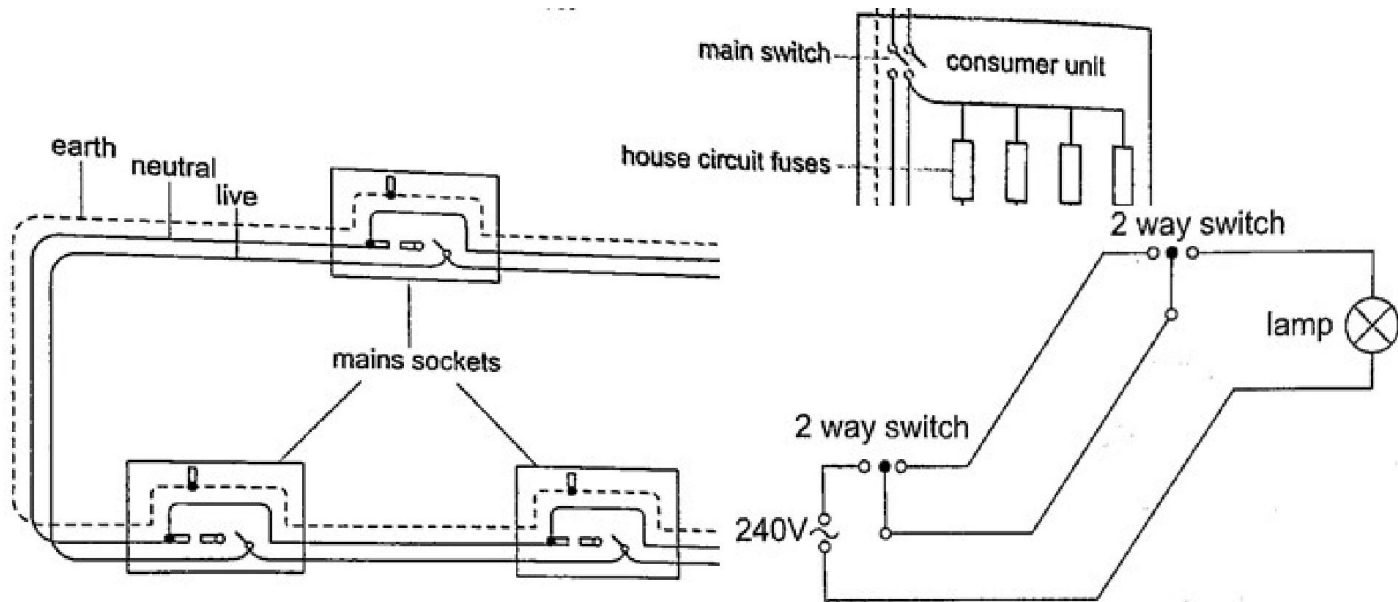 earth
neutral
live
mains sockets
main switch
consumer unit
house circuit fuses
2 way switch
lamp
2 way switch
240V